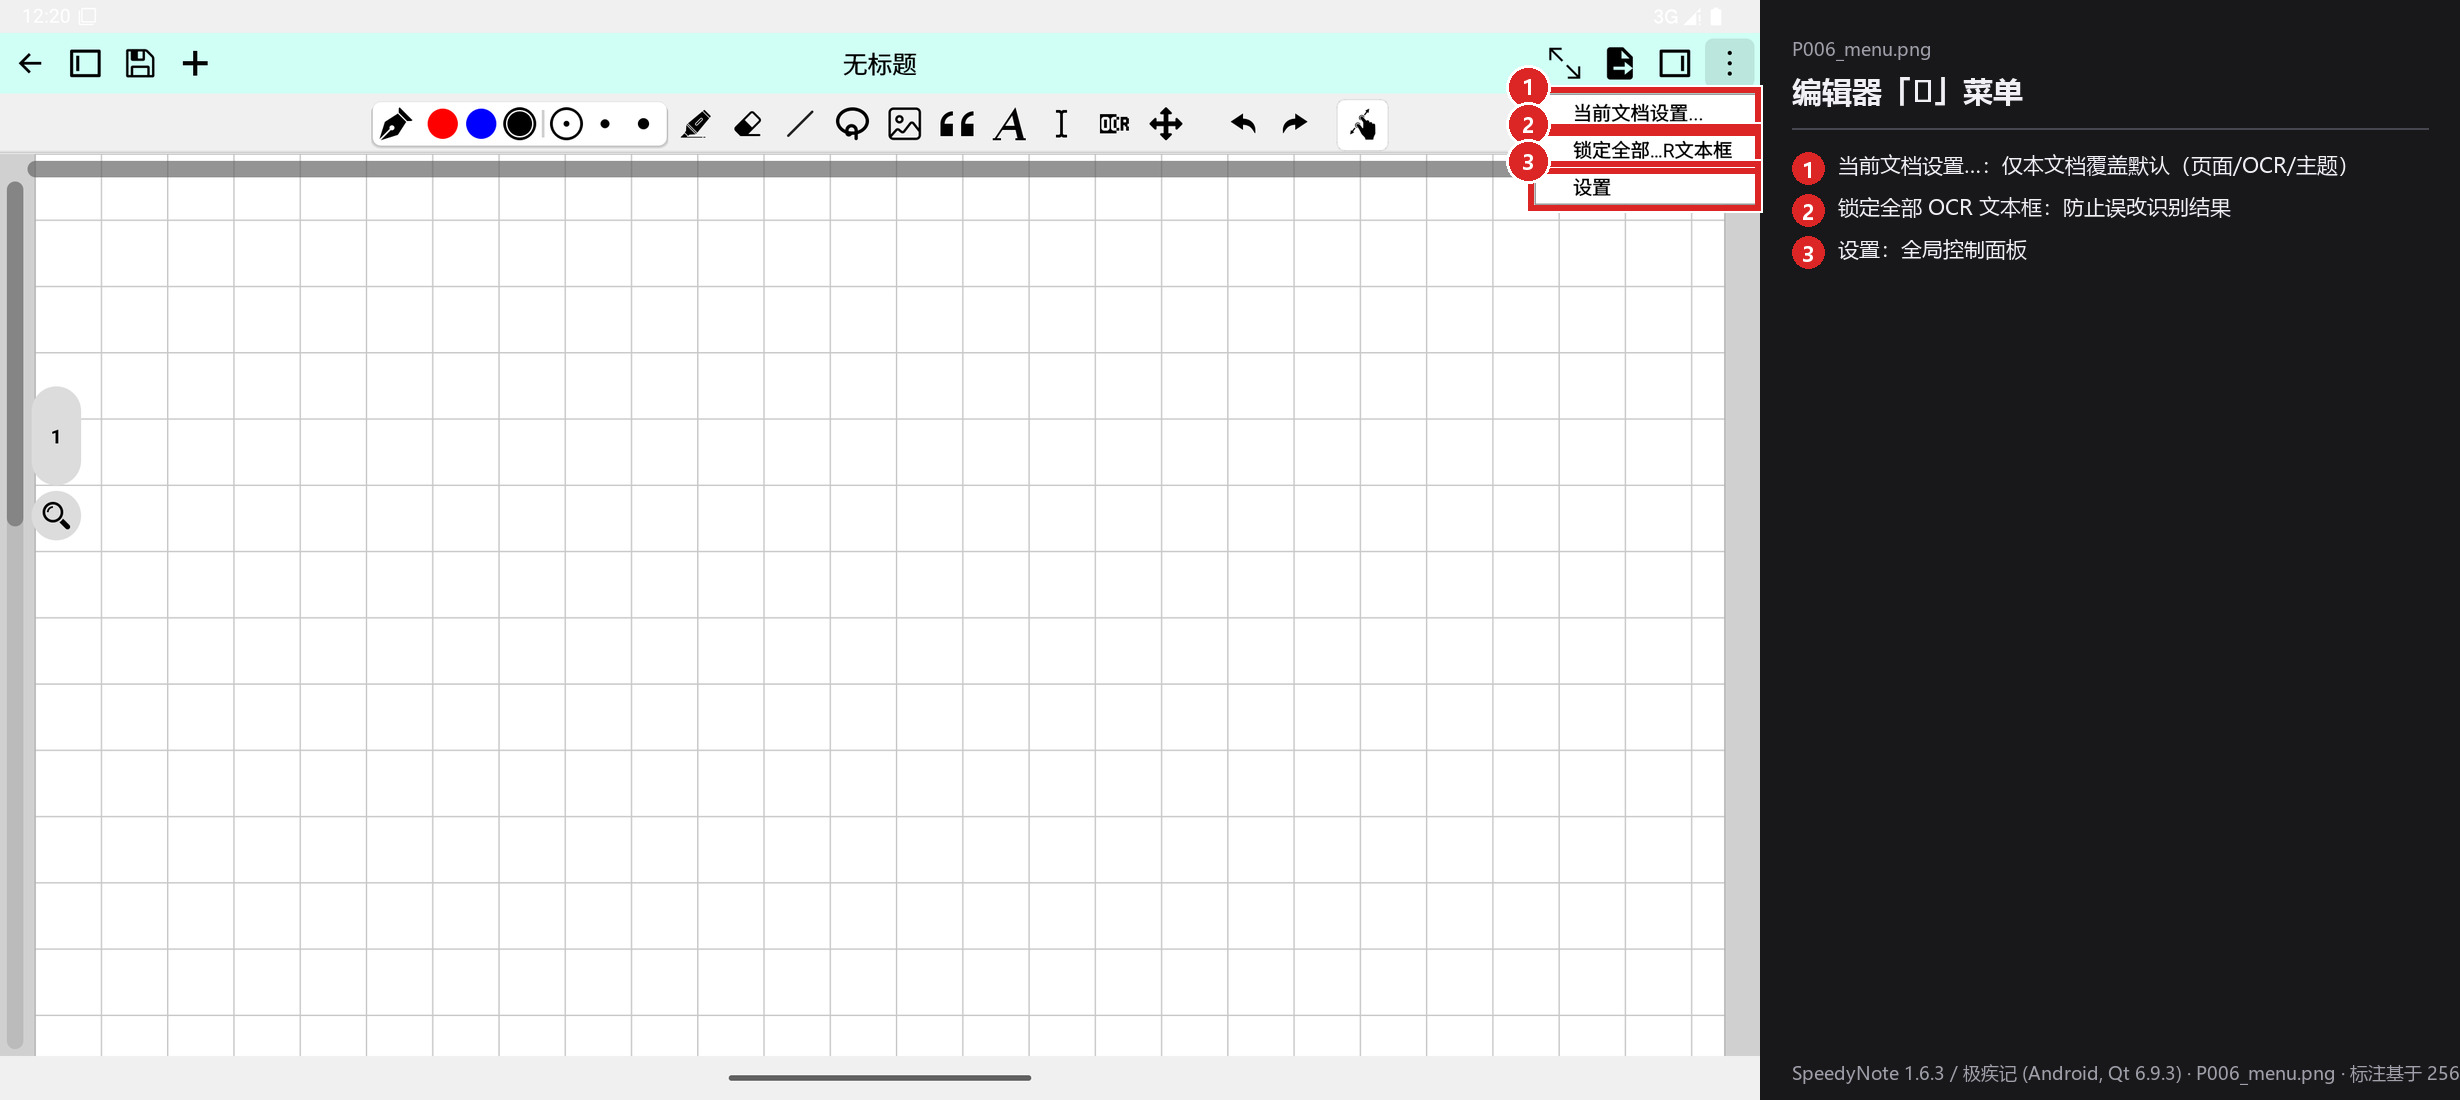 12:20
3G
无标题
OCR
1
当前文档设置...
2
锁定全部...R文本框
3
设置
1
P006_menu.png
编辑器「▯」菜单
1 当前文档设置...：仅本文档覆盖默认（页面/OCR/主题）
2 锁定全部 OCR 文本框：防止误改识别结果
3 设置：全局控制面板
SpeedyNote 1.6.3 / 极疾记 (Android, Qt 6.9.3) · P006_menu.png · 标注基于 256